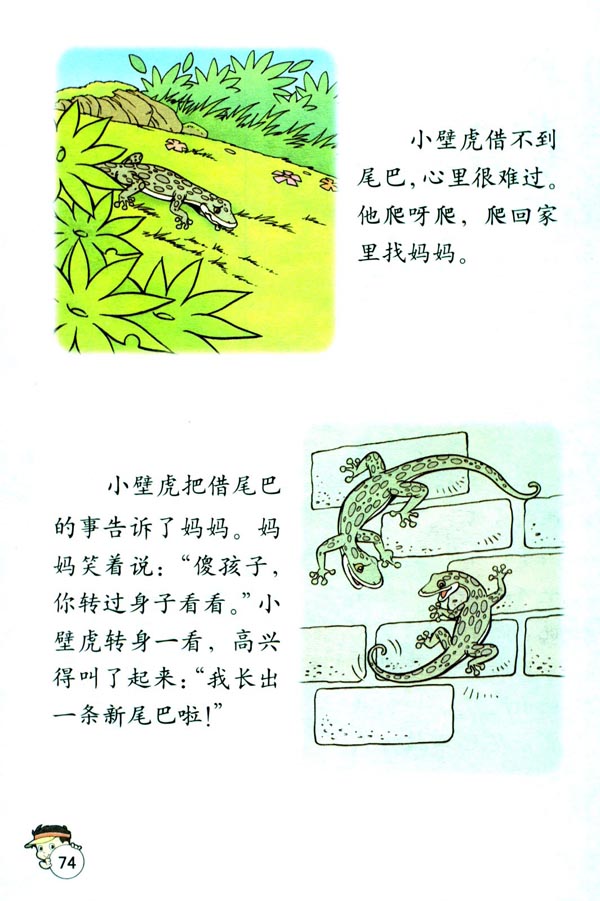 小壁虎借不到
尾巴，心里很难过。
他爬呀爬，爬回家
里找妈妈。
小壁虎把借尾巴
的事告诉了妈妈。妈
妈笑着说：“傻孩子，
你转过身子看看。”小
壁虎转身一看，高兴
得叫了起来：“我长出
一条新尾巴啦！”
74